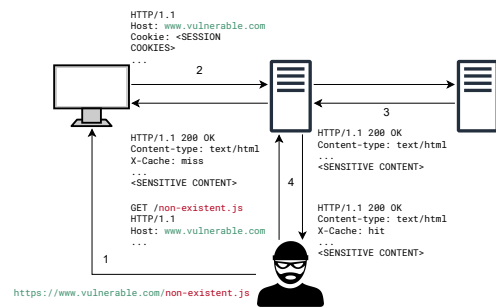 HTTP/1.1
Host: www.vulnerable.com
Cookie: <SESSION
COOKIES>
...
2
3
HTTP/1.1 200 OK
Content-type: text/html
X-Cache: miss
...
<SENSITIVE CONTENT>
HTTP/1.1 200 OK
Content-type: text/html
...
<SENSITIVE CONTENT>
4
GET /non-existent.js
HTTP/1.1
Host: www.vulnerable.com
...
HTTP/1.1 200 OK
Content-type: text/html
X-Cache: hit
...
<SENSITIVE CONTENT>
1
https://www.vulnerable.com/non-existent.js